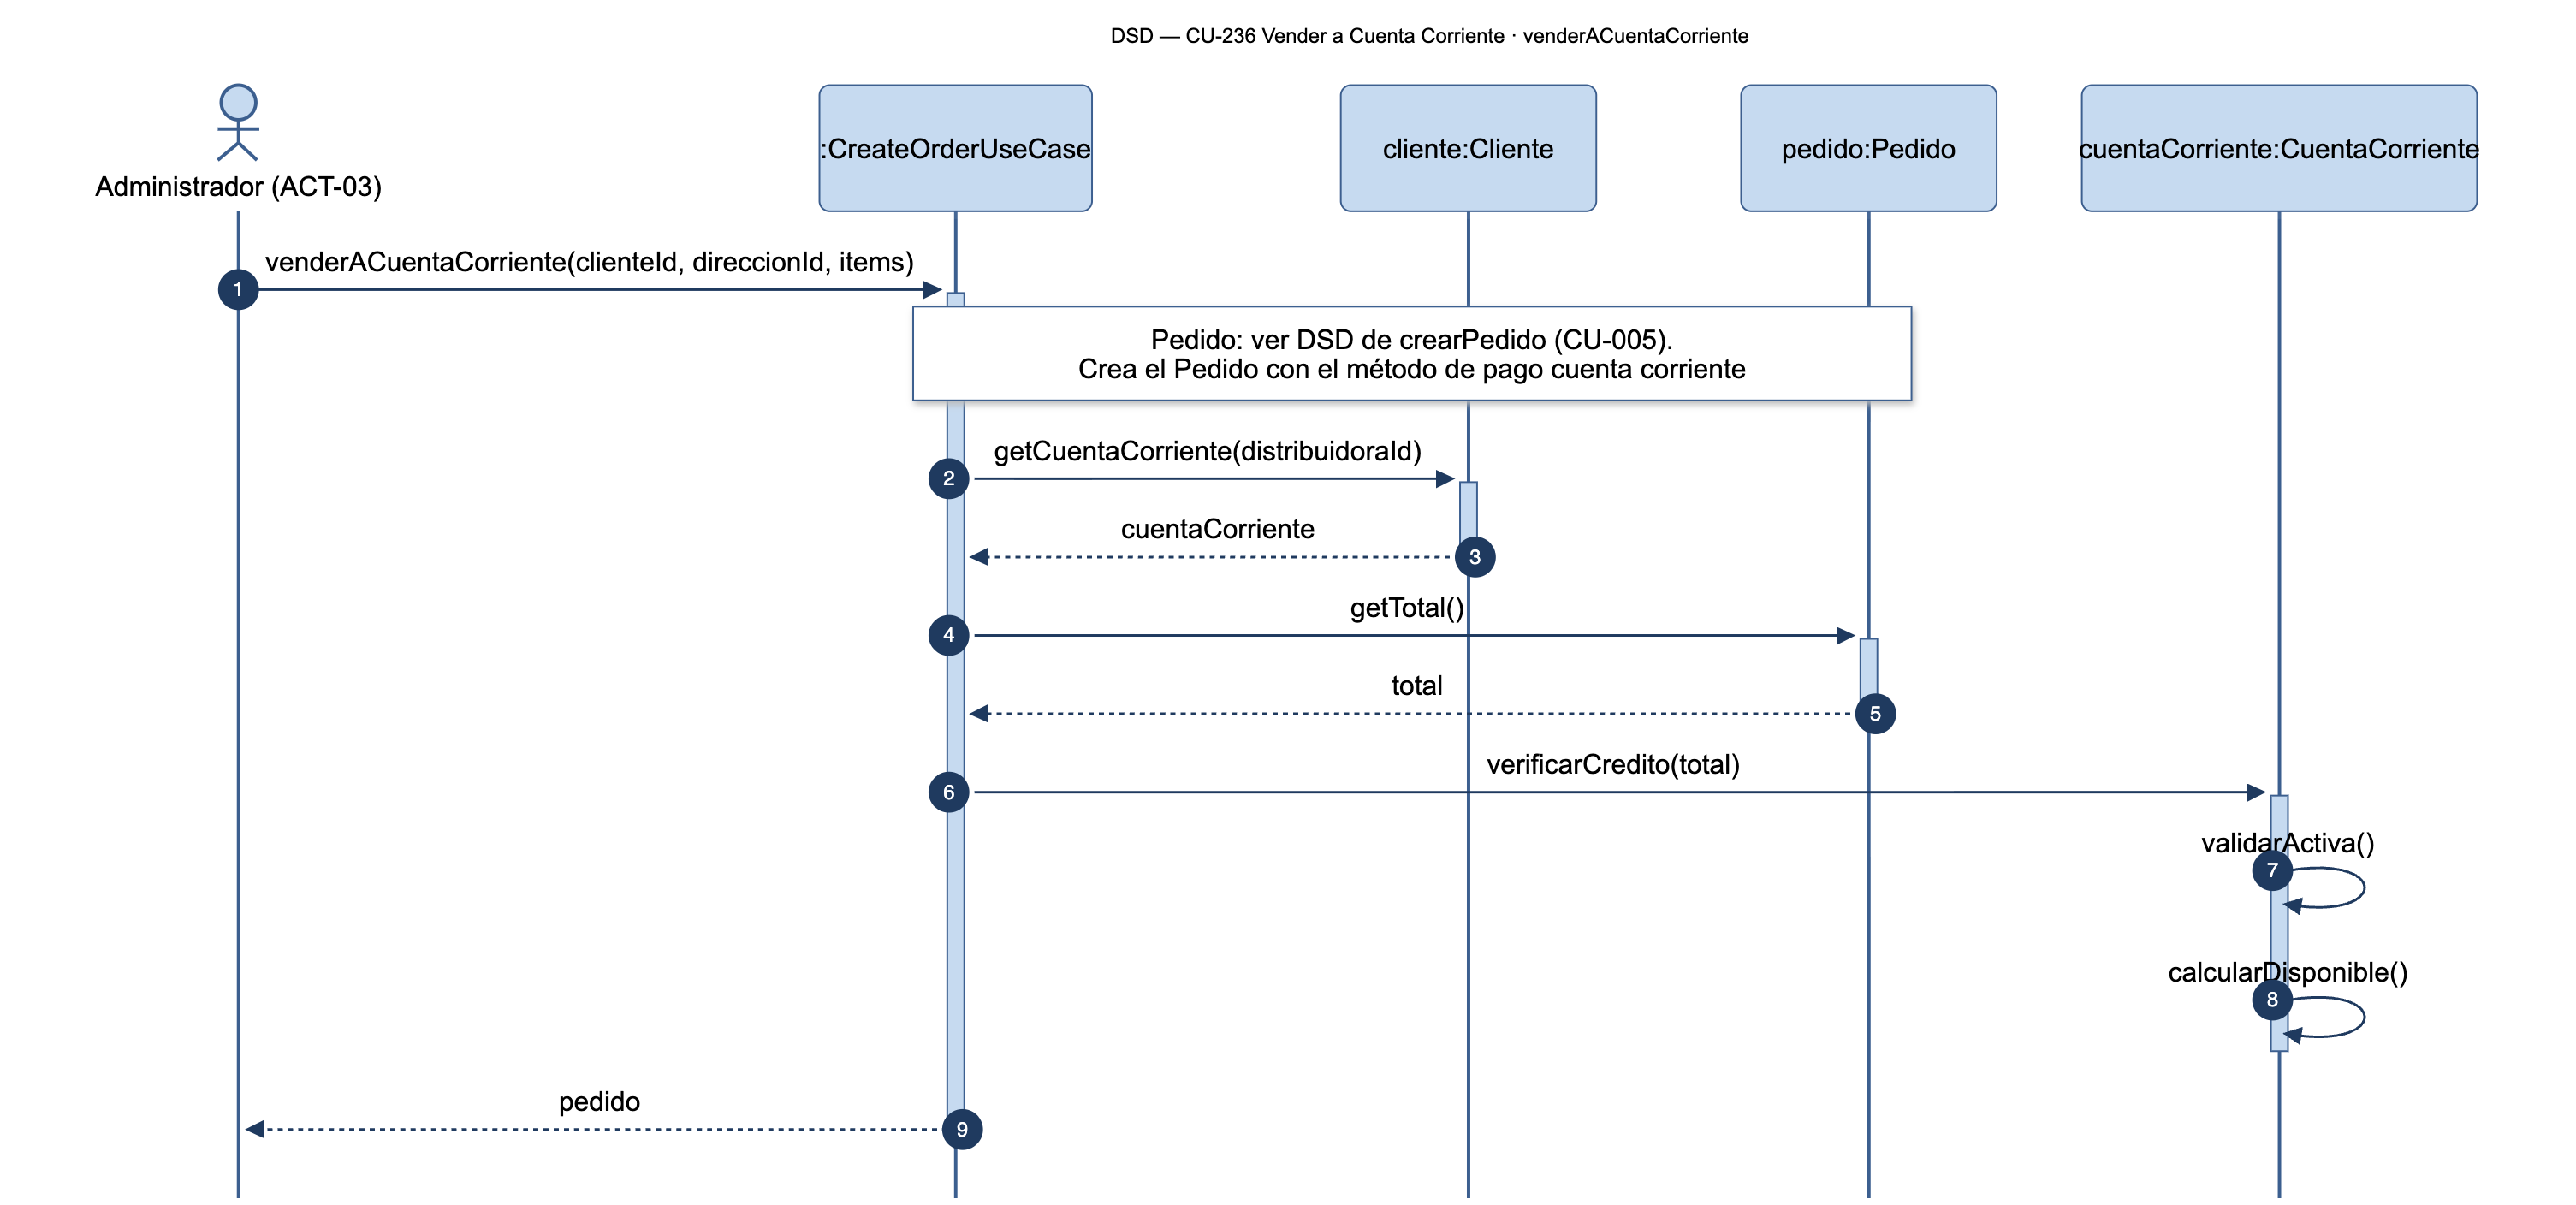 DSD — CU-236 Vender a Cuenta Corriente · venderACuentaCorriente
Administrador (ACT-03)
:CreateOrderUseCase
cliente:Cliente
pedido:Pedido
cuentaCorriente:CuentaCorriente
venderACuentaCorriente(clienteId, direccionId, items)
1
Pedido: ver DSD de crearPedido (CU-005).
Crea el Pedido con el método de pago cuenta corriente
getCuentaCorriente(distribuidoraId)
2
cuentaCorriente
3
getTotal()
4
total
5
verificarCredito(total)
6
validarActiva()
7
calcularDisponible()
8
pedido
9